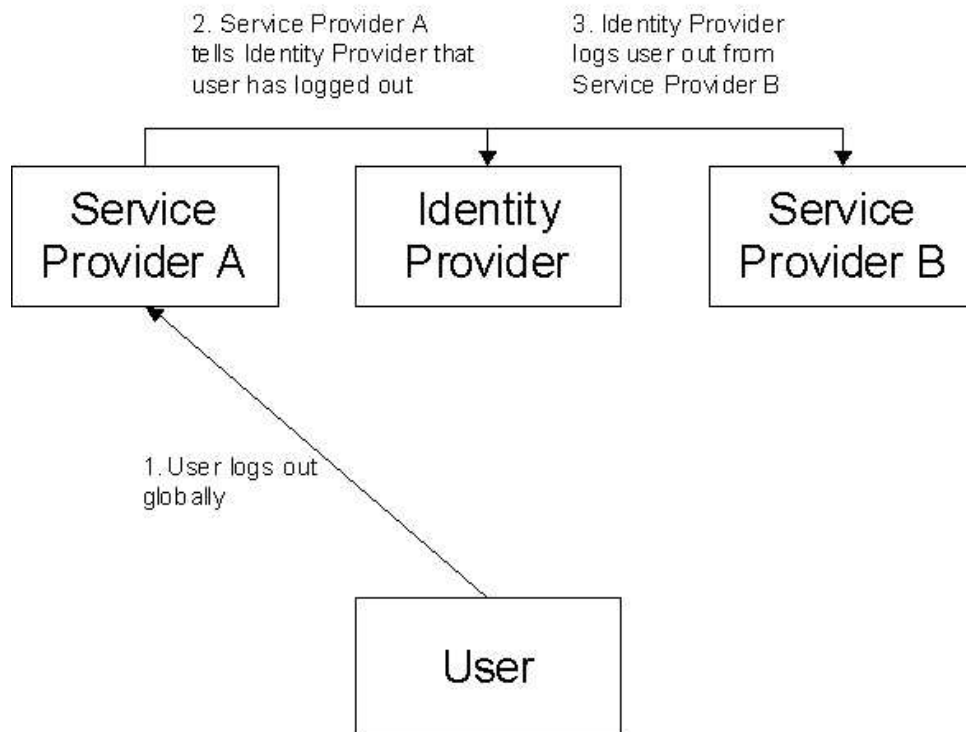 2. Service Provider A
tells Identity Provider that
user has logged out
3. Identity Provider
logs user out from
Service Provider B
Service
Provider A
Identity
Provider
Service
Provider B
1. User logs out
globally
User